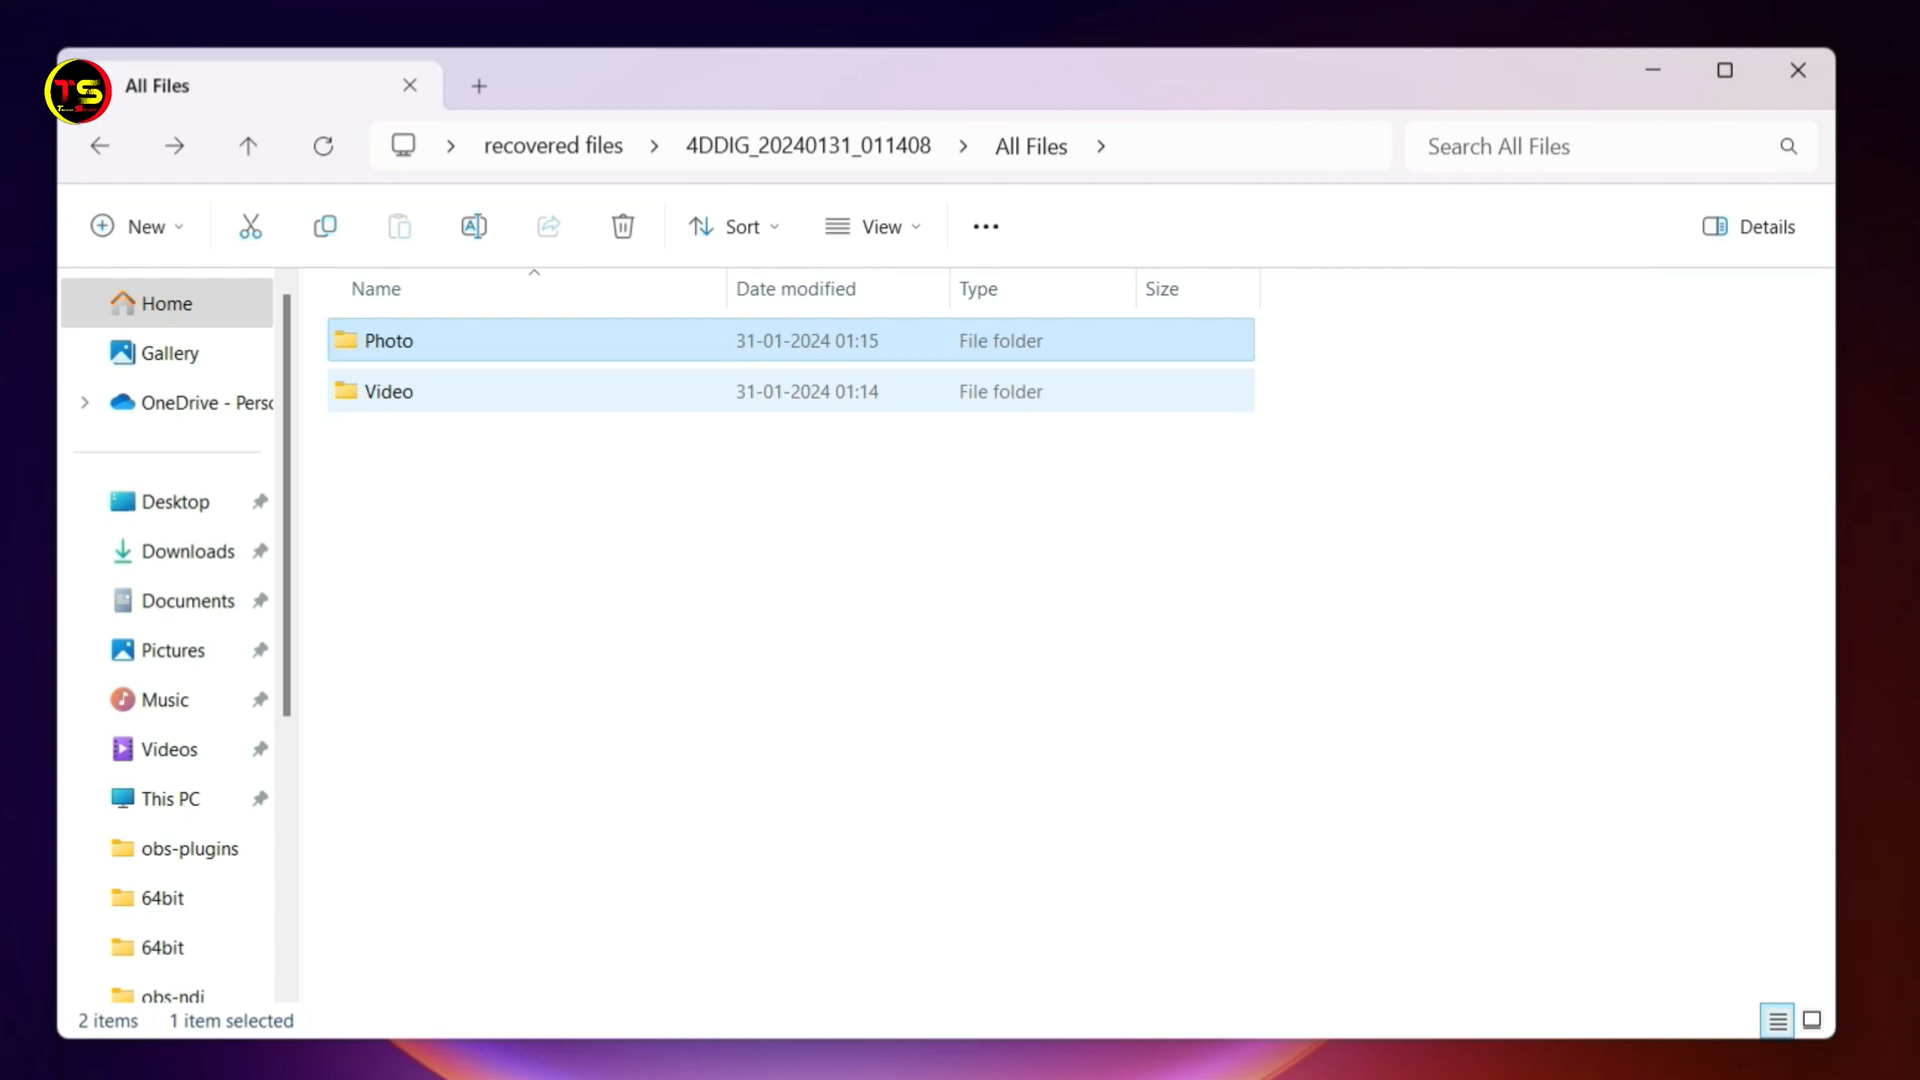 TS
All Files
recovered files > 4DDIG_20240131_011408 > All Files >
Search All Files
New
Sort
View
Details
Name Date modified Type Size
Photo 31-01-2024 01:15 File folder
Video 31-01-2024 01:14 File folder
Home
Gallery
OneDrive - Perso
Desktop
Downloads
Documents
Pictures
Music
Videos
This PC
obs-plugins
64bit
64bit
obs-ndi
2 items 1 item selected